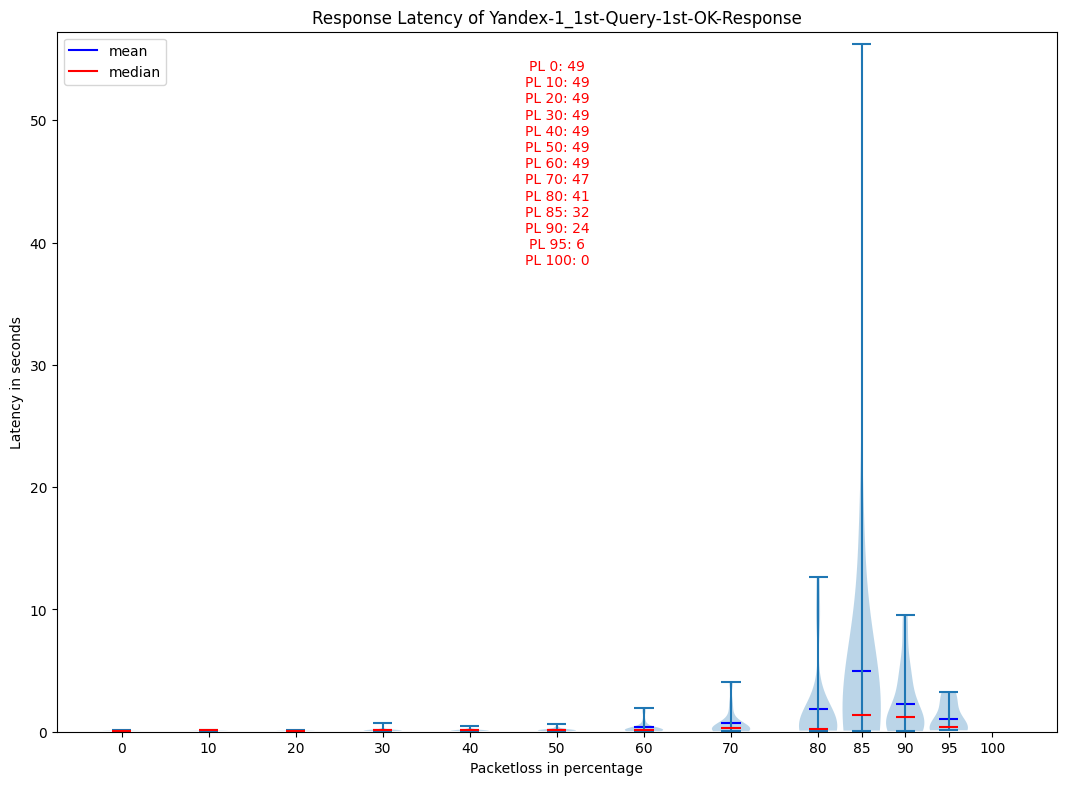 Response Latency of Yandex-1_1st-Query-1st-OK-Response
mean
median
PL 0: 49
PL 10: 49
PL 20: 49
PL 30: 49
PL 40: 49
PL 50: 49
PL 60: 49
PL 70: 47
PL 80: 41
PL 85: 32
PL 90: 24
PL 95: 6
PL 100: 0
Latency in seconds
50
40
30
20
10
0
0 10 20 30 40 50 60 70 80 85 90 95 100
Packetloss in percentage